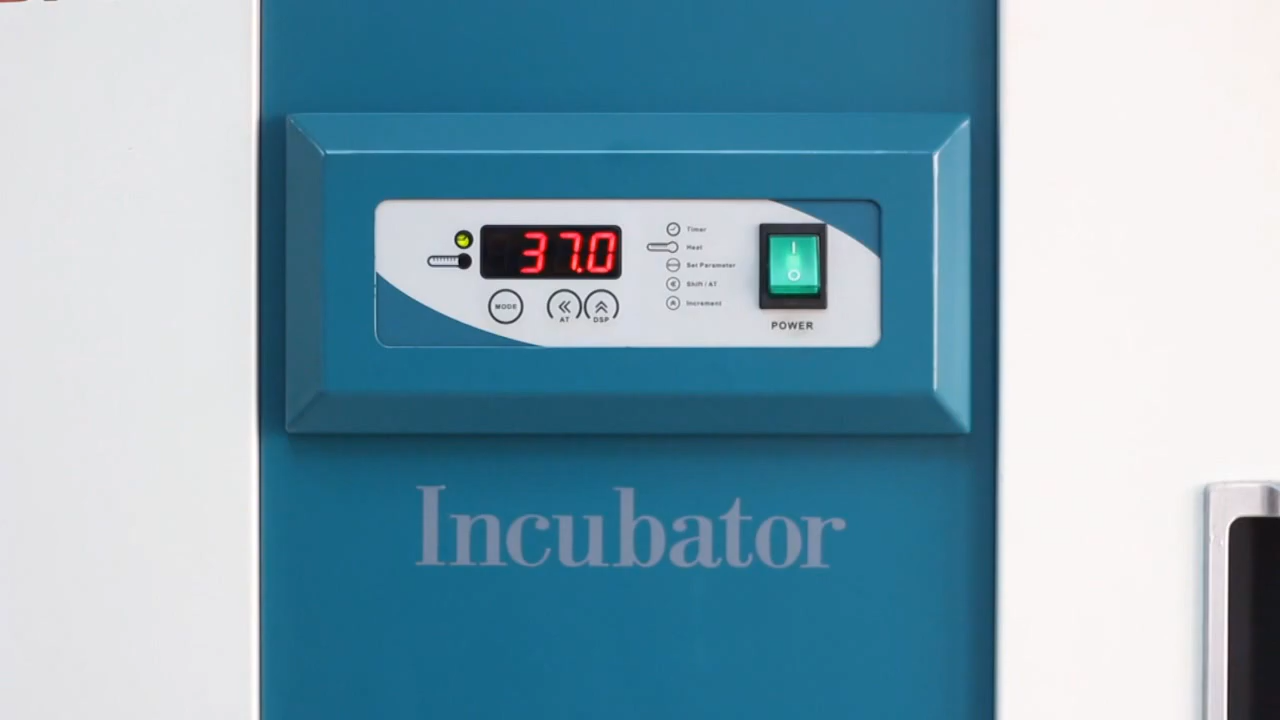 37.0
Timer
Heat
Set Parameter
Shift / AT
Increment
MODE
AT
DSP
POWER
Incubator